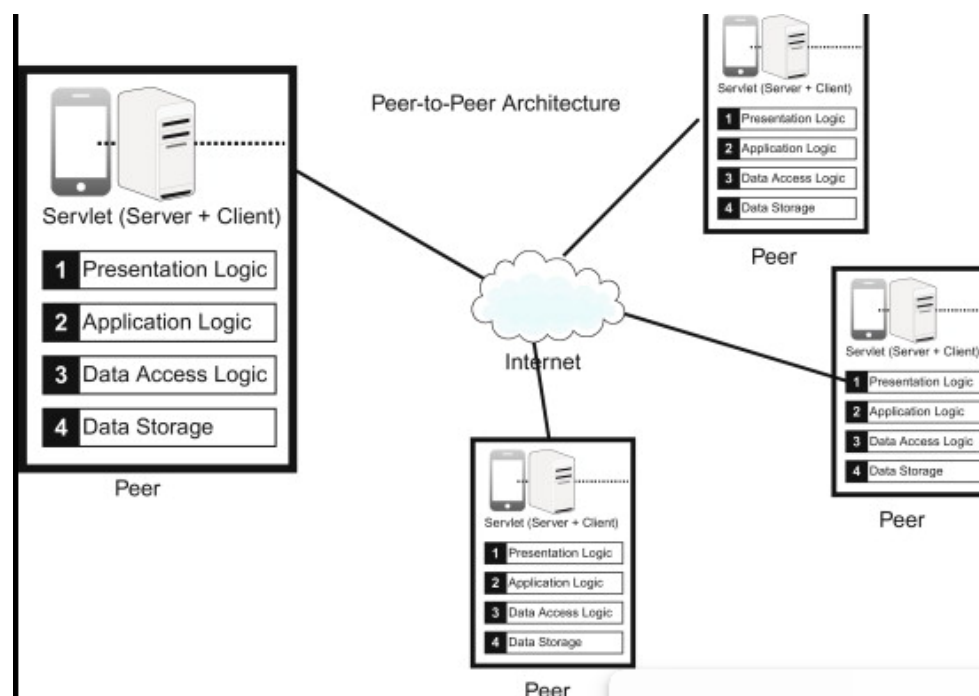 Peer-to-Peer Architecture
Servlet (Server + Client)
1 Presentation Logic
2 Application Logic
3 Data Access Logic
4 Data Storage
Peer
Servlet (Server + Client)
1 Presentation Logic
2 Application Logic
3 Data Access Logic
4 Data Storage
Peer
Internet
Servlet (Server + Client)
1 Presentation Logic
2 Application Logic
3 Data Access Logic
4 Data Storage
Peer
Servlet (Server + Client)
1 Presentation Logic
2 Application Logic
3 Data Access Logic
4 Data Storage
Peer